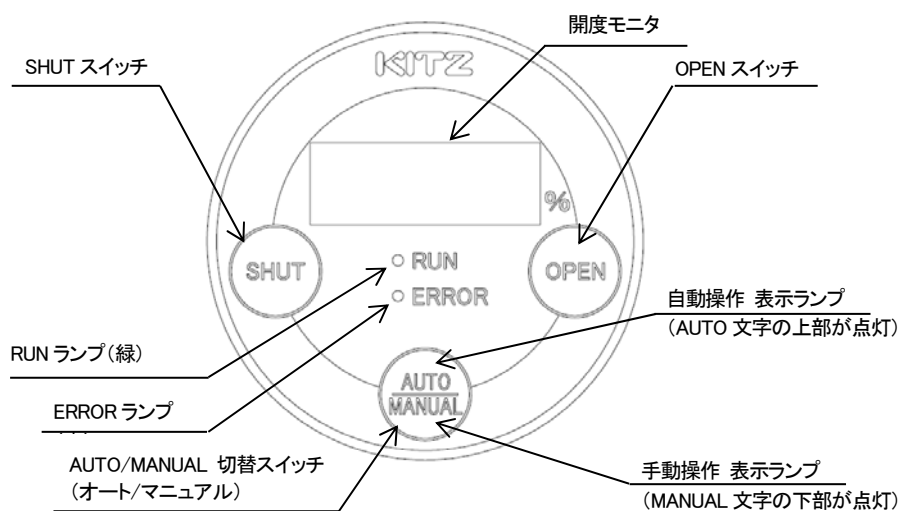 開度モニタ
SHUT スイッチ
OPEN スイッチ
KITZ
%
SHUT
RUN
OPEN
ERROR
自動操作 表示ランプ
(AUTO 文字の上部が点灯)
RUN ランプ(緑)
AUTO
MANUAL
ERROR ランプ
AUTO/MANUAL 切替スイッチ
(オート/マニュアル)
手動操作 表示ランプ
(MANUAL 文字の下部が点灯)